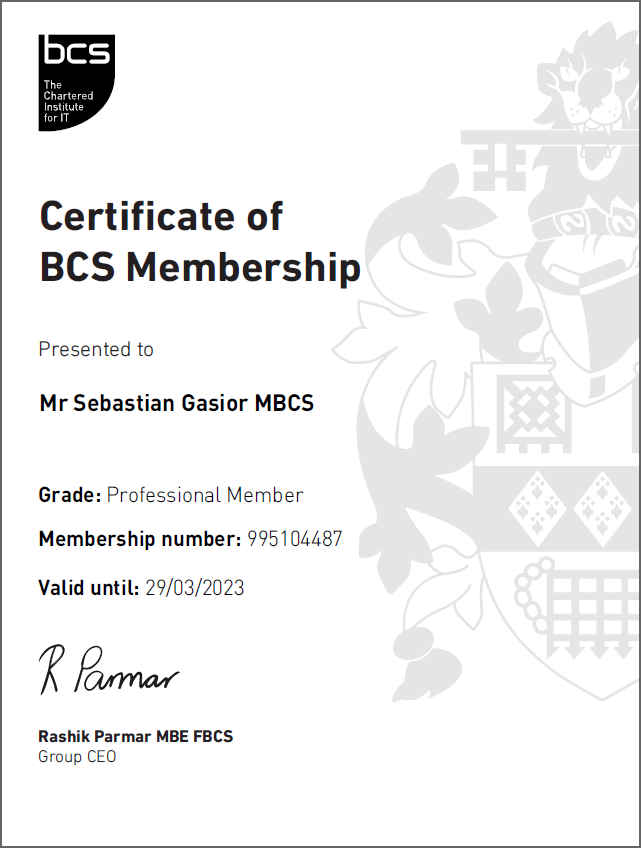 bcs
The
Chartered
Institute
for IT
Certificate of
BCS Membership
Presented to
Mr Sebastian Gasior MBCS
Grade: Professional Member
Membership number: 995104487
Valid until: 29/03/2023
R Parmar
Rashik Parmar MBE FBCS
Group CEO